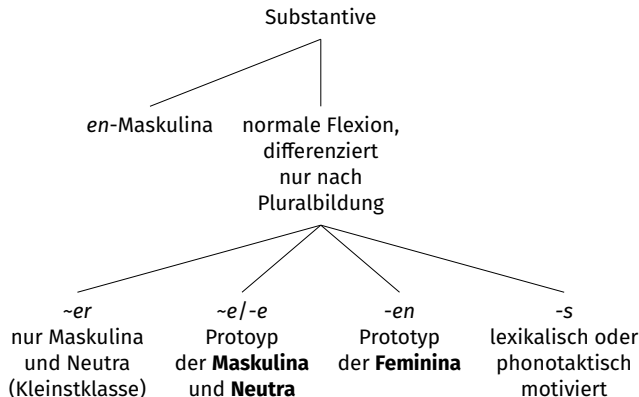 Substantive
en-Maskulina
normale Flexion,
differenziert
nur nach
Pluralbildung
~er
nur Maskulina
und Neutra
(Kleinstklasse)
~e/-e
Protoyp
der Maskulina
und Neutra
-en
Prototyp
der Feminina
-s
lexikalisch oder
phonotaktisch
motiviert